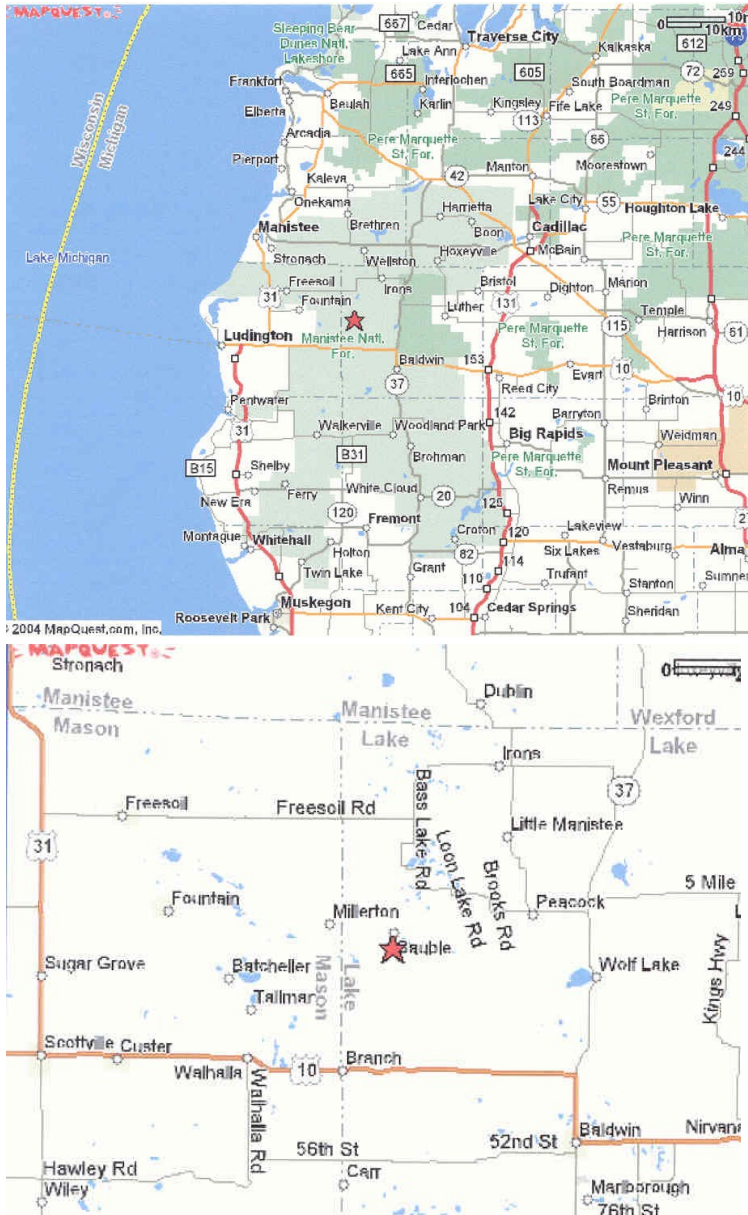 MAPQUEST
667
Cedar
Sleeping Bear
Dunes Natl.
Lakeshore
Lake Ann
Traverse City
10km
Kalkaska
612
665
Interlochen
605
South Boardman
72
259
Frankfort
Beulah
Karlin
Kingsley
Fife Lake
Pere Marquette
St. For.
249
Elberta
113
Arcadia
Pere Marquette
St. For.
66
244
Pierport
Moorestown
Kaleva
42
Manton
Onekama
Harrietta
Lake City
55
Houghton Lake
Brethren
Boon
Cadillac
Manistee
Pere Marquette
St. For.
Stronach
Wellston
Hoxeyville
McBain
Wisconsin
Michigan
Lake Michigan
Freesoil
Irons
Bristol
Dighton
Marion
31
Fountain
Luther
131
Temple
Ludington
Manistee Natl.
For.
Pere Marquette
St. For.
115
Harrison
61
Baldwin
153
Evart
10
37
Reed City
Brinton
10
Pentwater
142
Barryton
31
Walkerville
Woodland Park
Big Rapids
Weidman
B15
Shelby
B31
Brohman
Pere Marquette
St. For.
Mount Pleasant
New Era
Ferry
White Cloud
20
125
Remus
Winn
120
Fremont
Montague
Whitehall
Holton
Croton
120
Lakeview
82
Six Lakes
Vestaburg
Alma
Twin Lake
Grant
110
114
Trufant
Stanton
Sumner
Muskegon
Roosevelt Park
Kent City
104
Cedar Springs
Sheridan
2004 MapQuest.com, Inc.
MAPQUEST
Stronach
0
Dublin
Manistee
Mason
Manistee
Lake
Wexford
Lake
Irons
37
Freesoil
Freesoil Rd
Bass Lake Rd
Little Manistee
31
Loon Lake Rd
Brooks Rd
Fountain
Millerton
Peacock
5 Mile
Bauble
Sugar Grove
Batcheller
Mason
Lake
Wolf Lake
Kings Hwy
Tallman
Scottville
Custer
Walhalla
10
Branch
Walhalla Rd
Baldwin
Nirvana
56th St
52nd St
Hawley Rd
Wiley
Carr
Marlborough
76th St